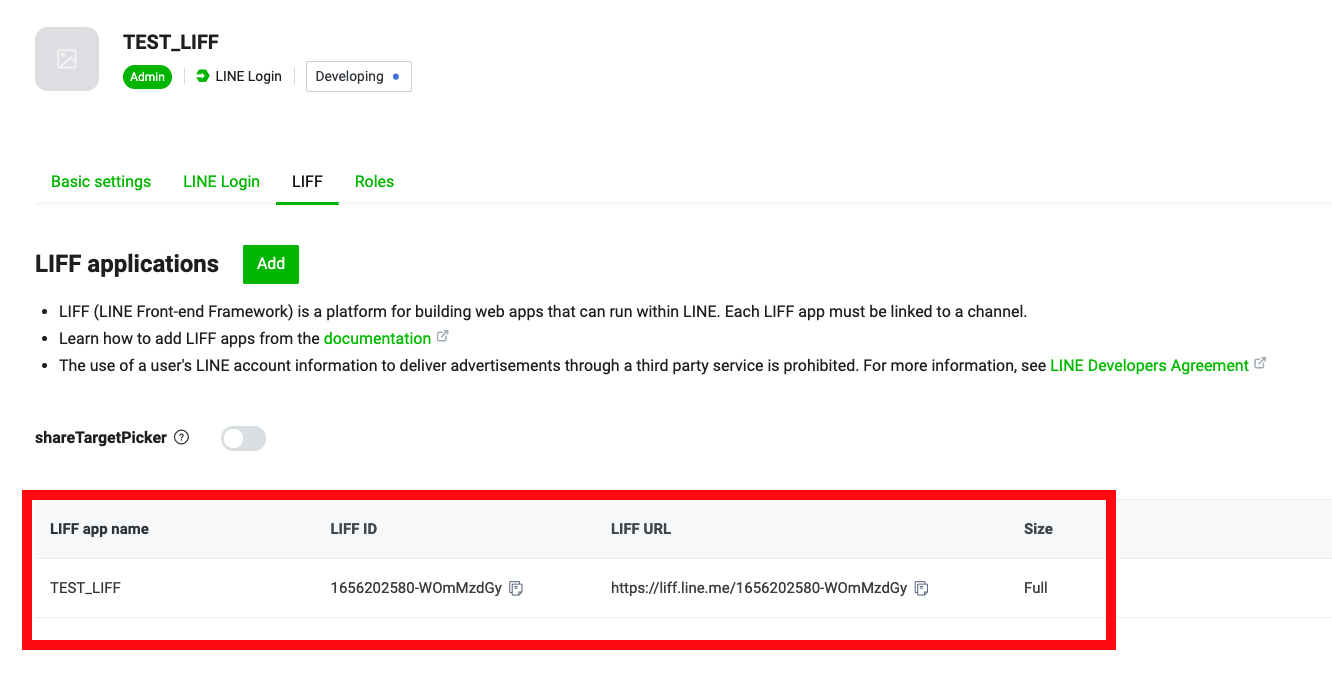 TEST_LIFF
Admin LINE Login Developing
Basic settings LINE Login LIFF Roles
LIFF applications Add
LIFF (LINE Front-end Framework) is a platform for building web apps that can run within LINE. Each LIFF app must be linked to a channel.
Learn how to add LIFF apps from the documentation
The use of a user's LINE account information to deliver advertisements through a third party service is prohibited. For more information, see LINE Developers Agreement
shareTargetPicker ?
LIFF app name LIFF ID LIFF URL Size
TEST_LIFF 1656202580-WOmMzdGy https://liff.line.me/1656202580-WOmMzdGy Full